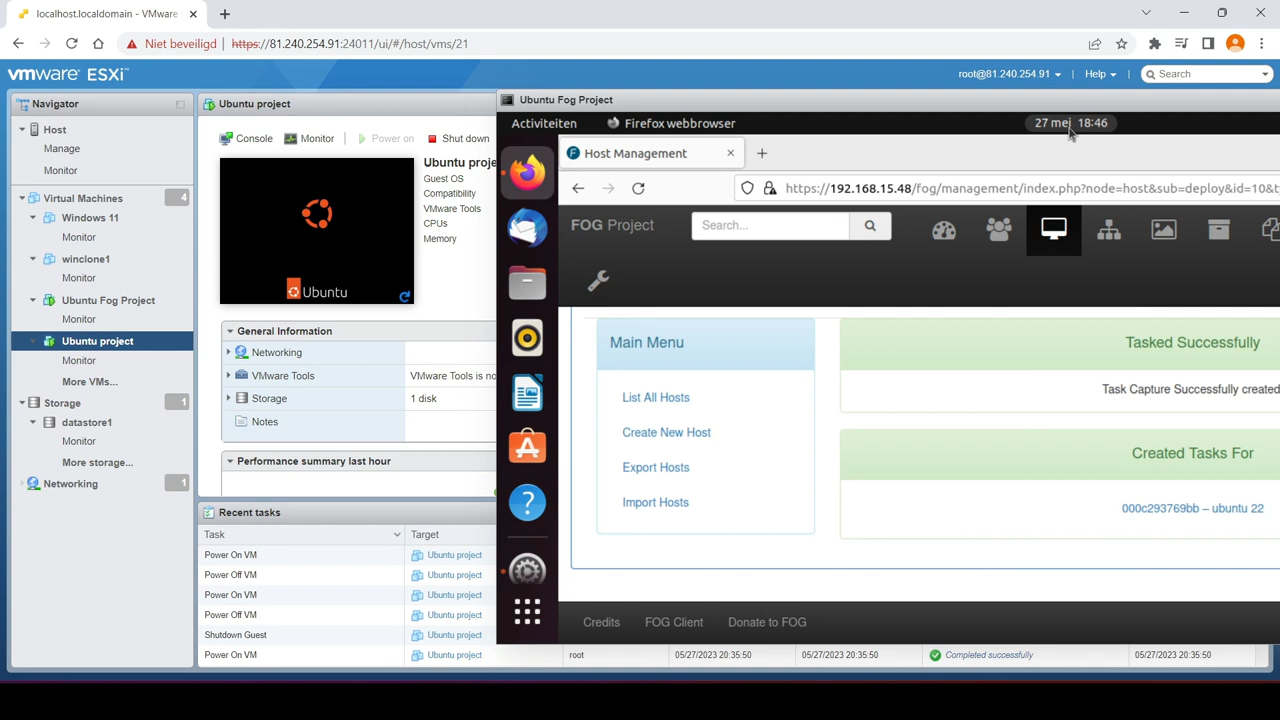 localhost.localdomain - VMware
Niet beveiligd
https://81.240.254.91:24011/ui/#/host/vms/21
vmware ESXi™
root@81.240.254.91
Help
Search
Navigator
Host
Manage
Monitor
Virtual Machines
4
Windows 11
Monitor
winclone1
Monitor
Ubuntu Fog Project
Monitor
Ubuntu project
Monitor
More VMs...
Storage
1
datastore1
Monitor
More storage...
Networking
1
Ubuntu project
Console
Monitor
Power on
Shut down
Ubuntu
Ubuntu proje
Guest OS
Compatibility
VMware Tools
CPUs
Memory
General Information
Networking
VMware Tools
VMware Tools is no
Storage
1 disk
Notes
Performance summary last hour
Recent tasks
Task
Target
Power On VM
Ubuntu project
Power Off VM
Ubuntu project
Power On VM
Ubuntu project
Power Off VM
Ubuntu project
Shutdown Guest
Ubuntu project
Power On VM
Ubuntu project
root
05/27/2023 20:35:50
05/27/2023 20:35:50
Completed successfully
05/27/2023 20:35:50
Ubuntu Fog Project
Activiteiten
Firefox webbrowser
27 mei 18:46
Host Management
https://192.168.15.48/fog/management/index.php?node=host&sub=deploy&id=10&t
FOG Project
Search...
Main Menu
List All Hosts
Create New Host
Export Hosts
Import Hosts
Tasked Successfully
Task Capture Successfully created
Created Tasks For
000c293769bb – ubuntu 22
Credits
FOG Client
Donate to FOG